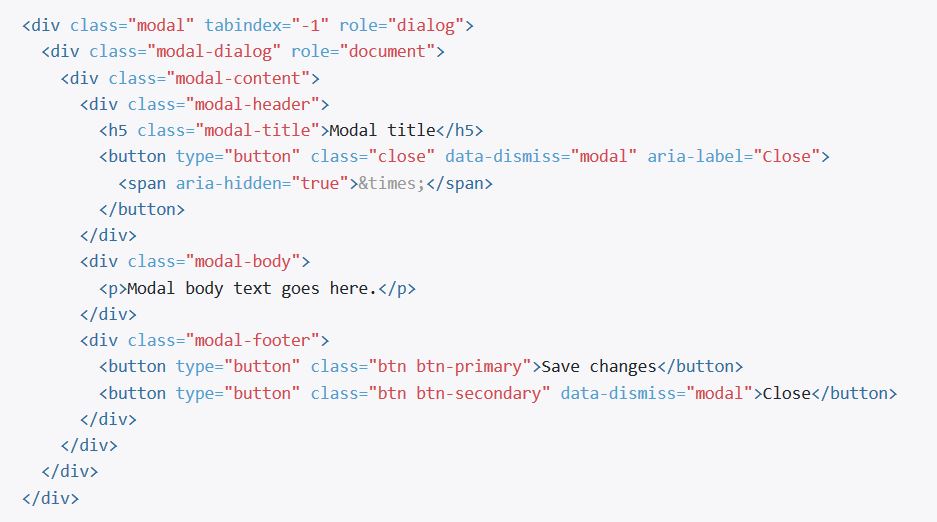 <div class="modal" tabindex="-1" role="dialog">
  <div class="modal-dialog" role="document">
    <div class="modal-content">
      <div class="modal-header">
        <h5 class="modal-title">Modal title</h5>
        <button type="button" class="close" data-dismiss="modal" aria-label="Close">
          <span aria-hidden="true">&times;</span>
        </button>
      </div>
      <div class="modal-body">
        <p>Modal body text goes here.</p>
      </div>
      <div class="modal-footer">
        <button type="button" class="btn btn-primary">Save changes</button>
        <button type="button" class="btn btn-secondary" data-dismiss="modal">Close</button>
      </div>
    </div>
  </div>
</div>